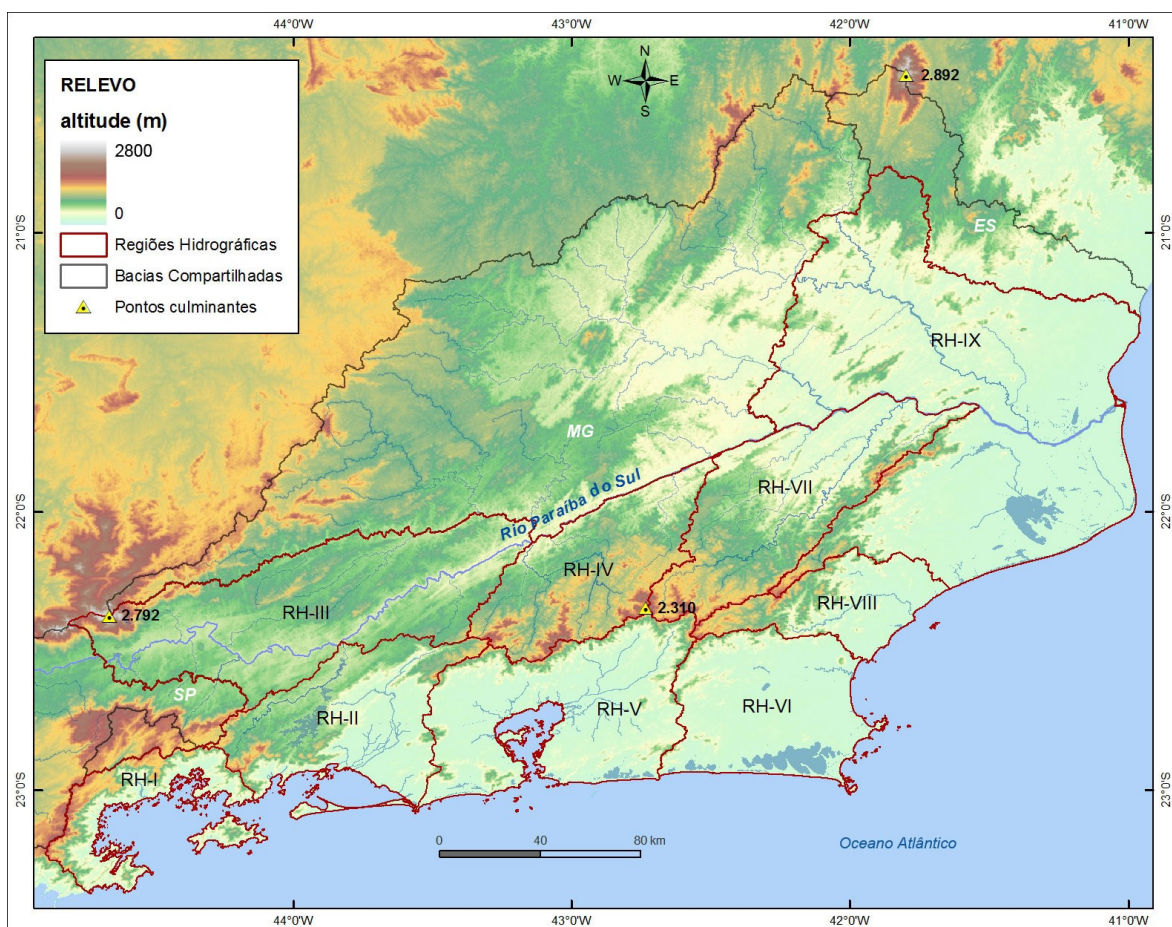 44°0'W 43°0'W 42°0'W 41°0'W
RELEVO
altitude (m)
2800
0
Regiões Hidrográficas
Bacias Compartilhadas
Pontos culminantes
N
W E
S
2.892
21°0'S 21°0'S
ES
RH-IX
MG
Rio Paraíba do Sul
RH-VII
22°0'S 22°0'S
RH-IV
2.310
RH-III
2.792
RH-VIII
SP
RH-II
RH-V
RH-VI
RH-I
23°0'S 23°0'S
0 40 80 km
Oceano Atlântico
44°0'W 43°0'W 42°0'W 41°0'W